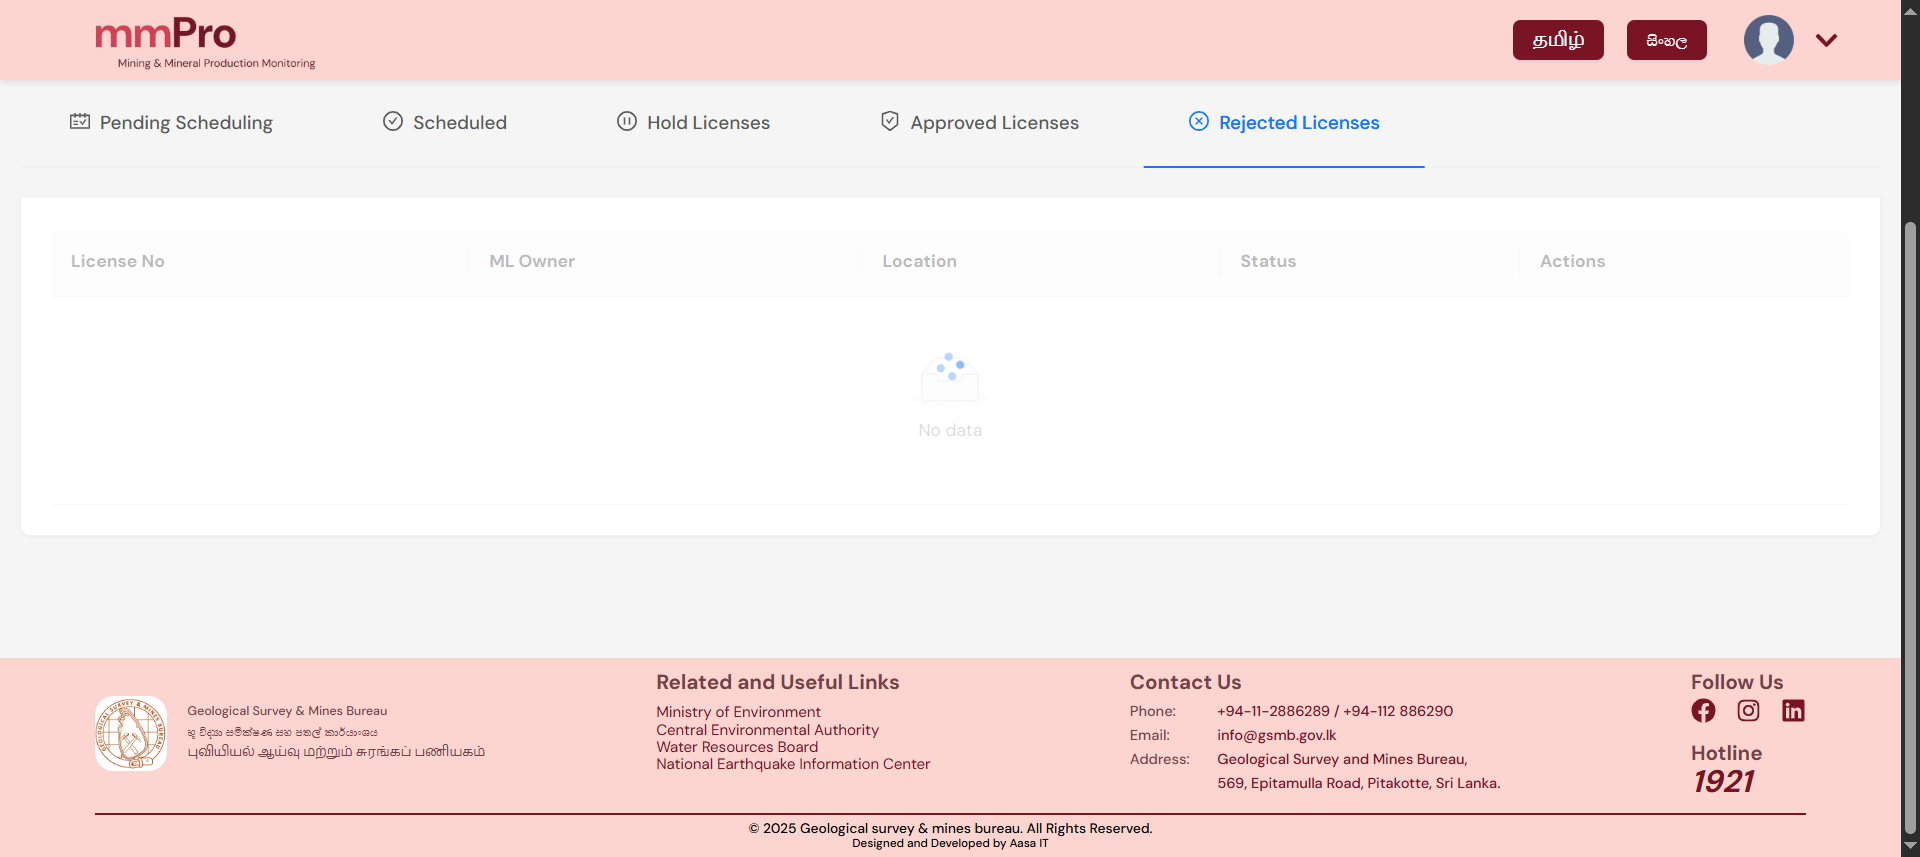 mmPro
Mining & Mineral Production Monitoring
தமிழ்
සිංහල
Pending Scheduling
Scheduled
Hold Licenses
Approved Licenses
Rejected Licenses
License No
ML Owner
Location
Status
Actions
No data
GEOLOGICAL SURVEY & MINES BUREAU
Geological Survey & Mines Bureau
භූ විද්‍යා සමීක්ෂණ සහ පතල් කාර්යාංශය
புவியியல் ஆய்வு மற்றும் சுரங்கப் பணியகம்
Related and Useful Links
Ministry of Environment
Central Environmental Authority
Water Resources Board
National Earthquake Information Center
Contact Us
Phone: +94-11-2886289 / +94-112 886290
Email: info@gsmb.gov.lk
Address: Geological Survey and Mines Bureau,
569, Epitamulla Road, Pitakotte, Sri Lanka.
Follow Us
Hotline
1921
© 2025 Geological survey & mines bureau. All Rights Reserved.
Designed and Developed by Aasa IT